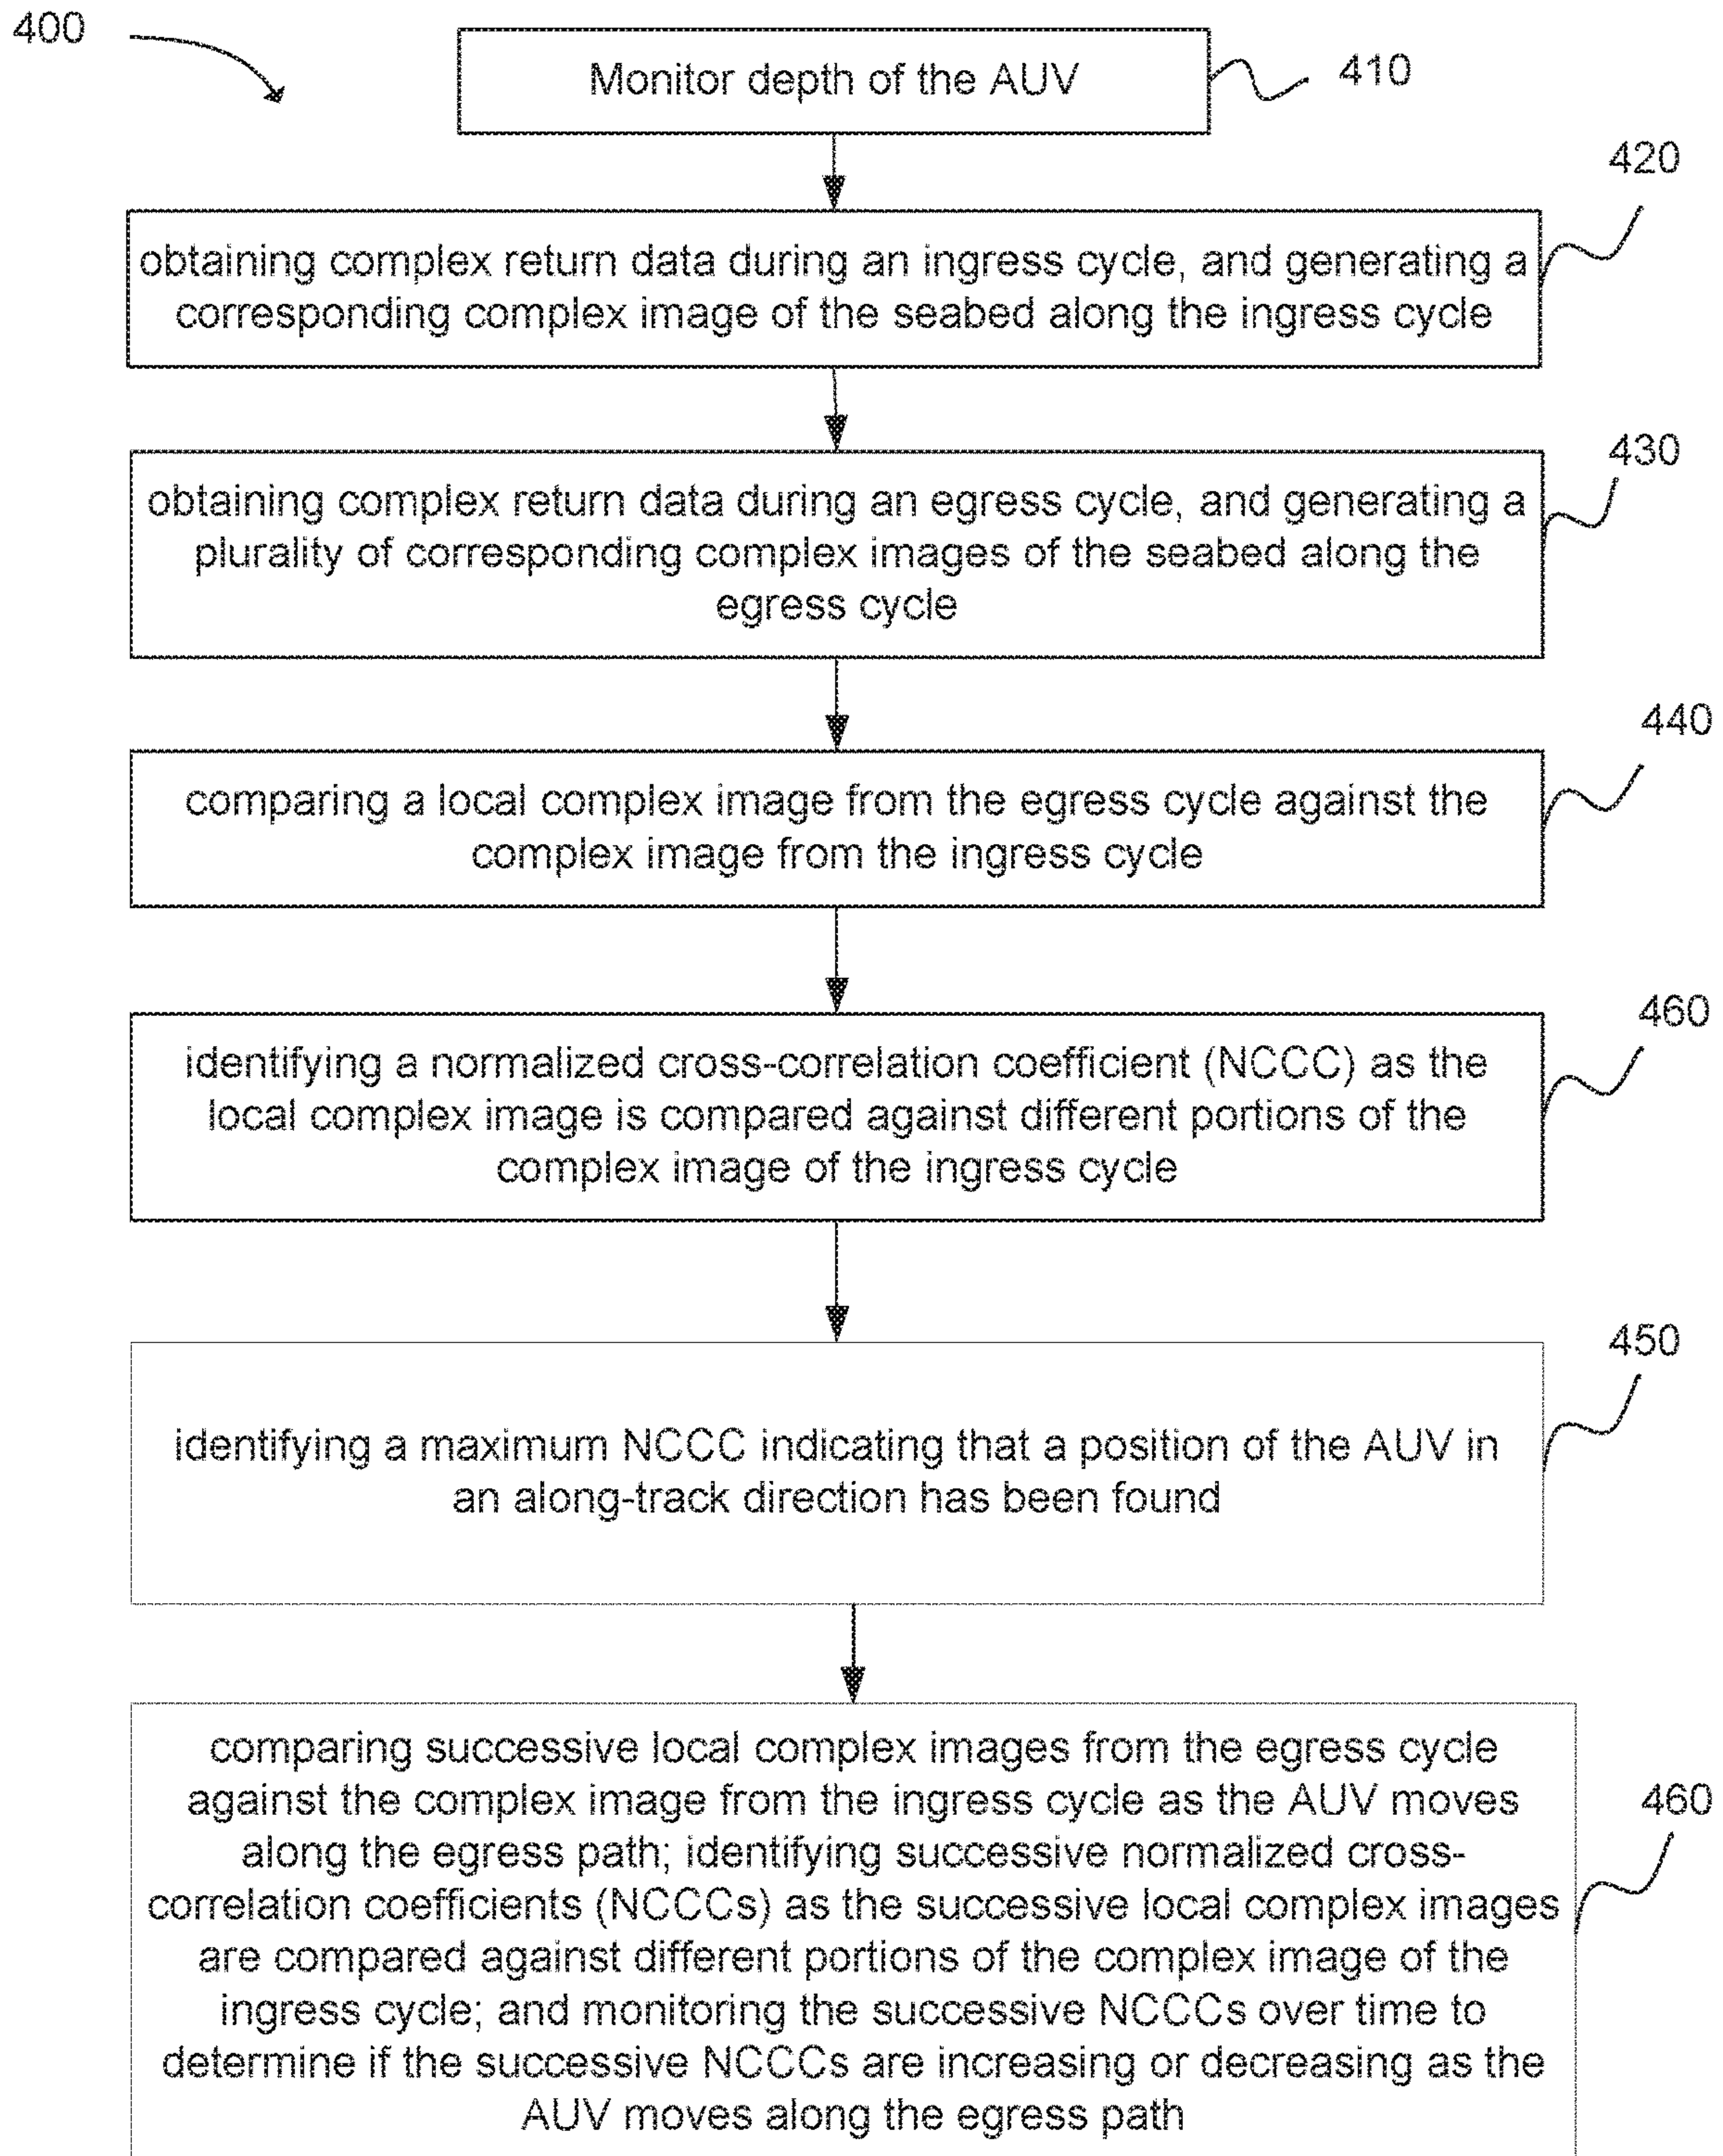 400
Monitor depth of the AUV
410
420
obtaining complex return data during an ingress cycle, and generating a
corresponding complex image of the seabed along the ingress cycle
430
obtaining complex return data during an egress cycle, and generating a
plurality of corresponding complex images of the seabed along the
egress cycle
440
comparing a local complex image from the egress cycle against the
complex image from the ingress cycle
460
identifying a normalized cross-correlation coefficient (NCCC) as the
local complex image is compared against different portions of the
complex image of the ingress cycle
450
identifying a maximum NCCC indicating that a position of the AUV in
an along-track direction has been found
460
comparing successive local complex images from the egress cycle
against the complex image from the ingress cycle as the AUV moves
along the egress path; identifying successive normalized cross-
correlation coefficients (NCCCs) as the successive local complex images
are compared against different portions of the complex image of the
ingress cycle; and monitoring the successive NCCCs over time to
determine if the successive NCCCs are increasing or decreasing as the
AUV moves along the egress path